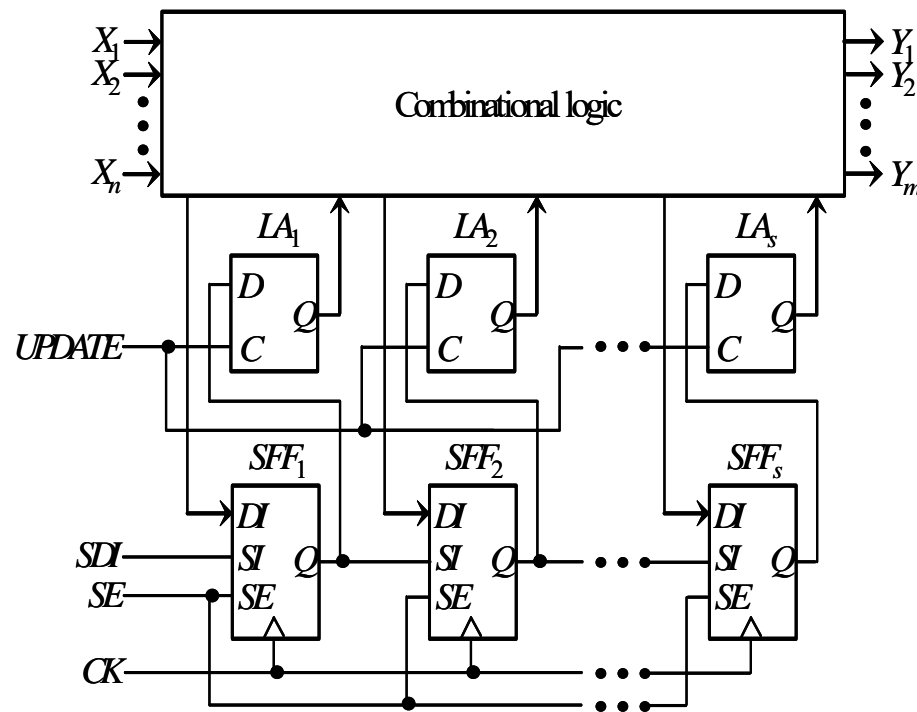 X1 Y1
X2 Y2
Combinational logic
Xn Ym
LA1 LA2 LAs
D D D
Q Q Q
UPDATE C C C
SFF1 SFF2 SFFs
DI DI DI
SDI SI Q SI Q SI Q
SE SE SE SE
CK